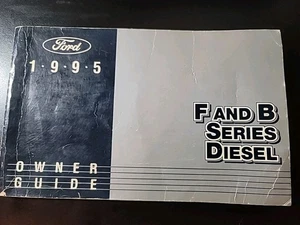 Ford
1·9·9·5
F AND B
SERIES
DIESEL
OWNER
GUIDE